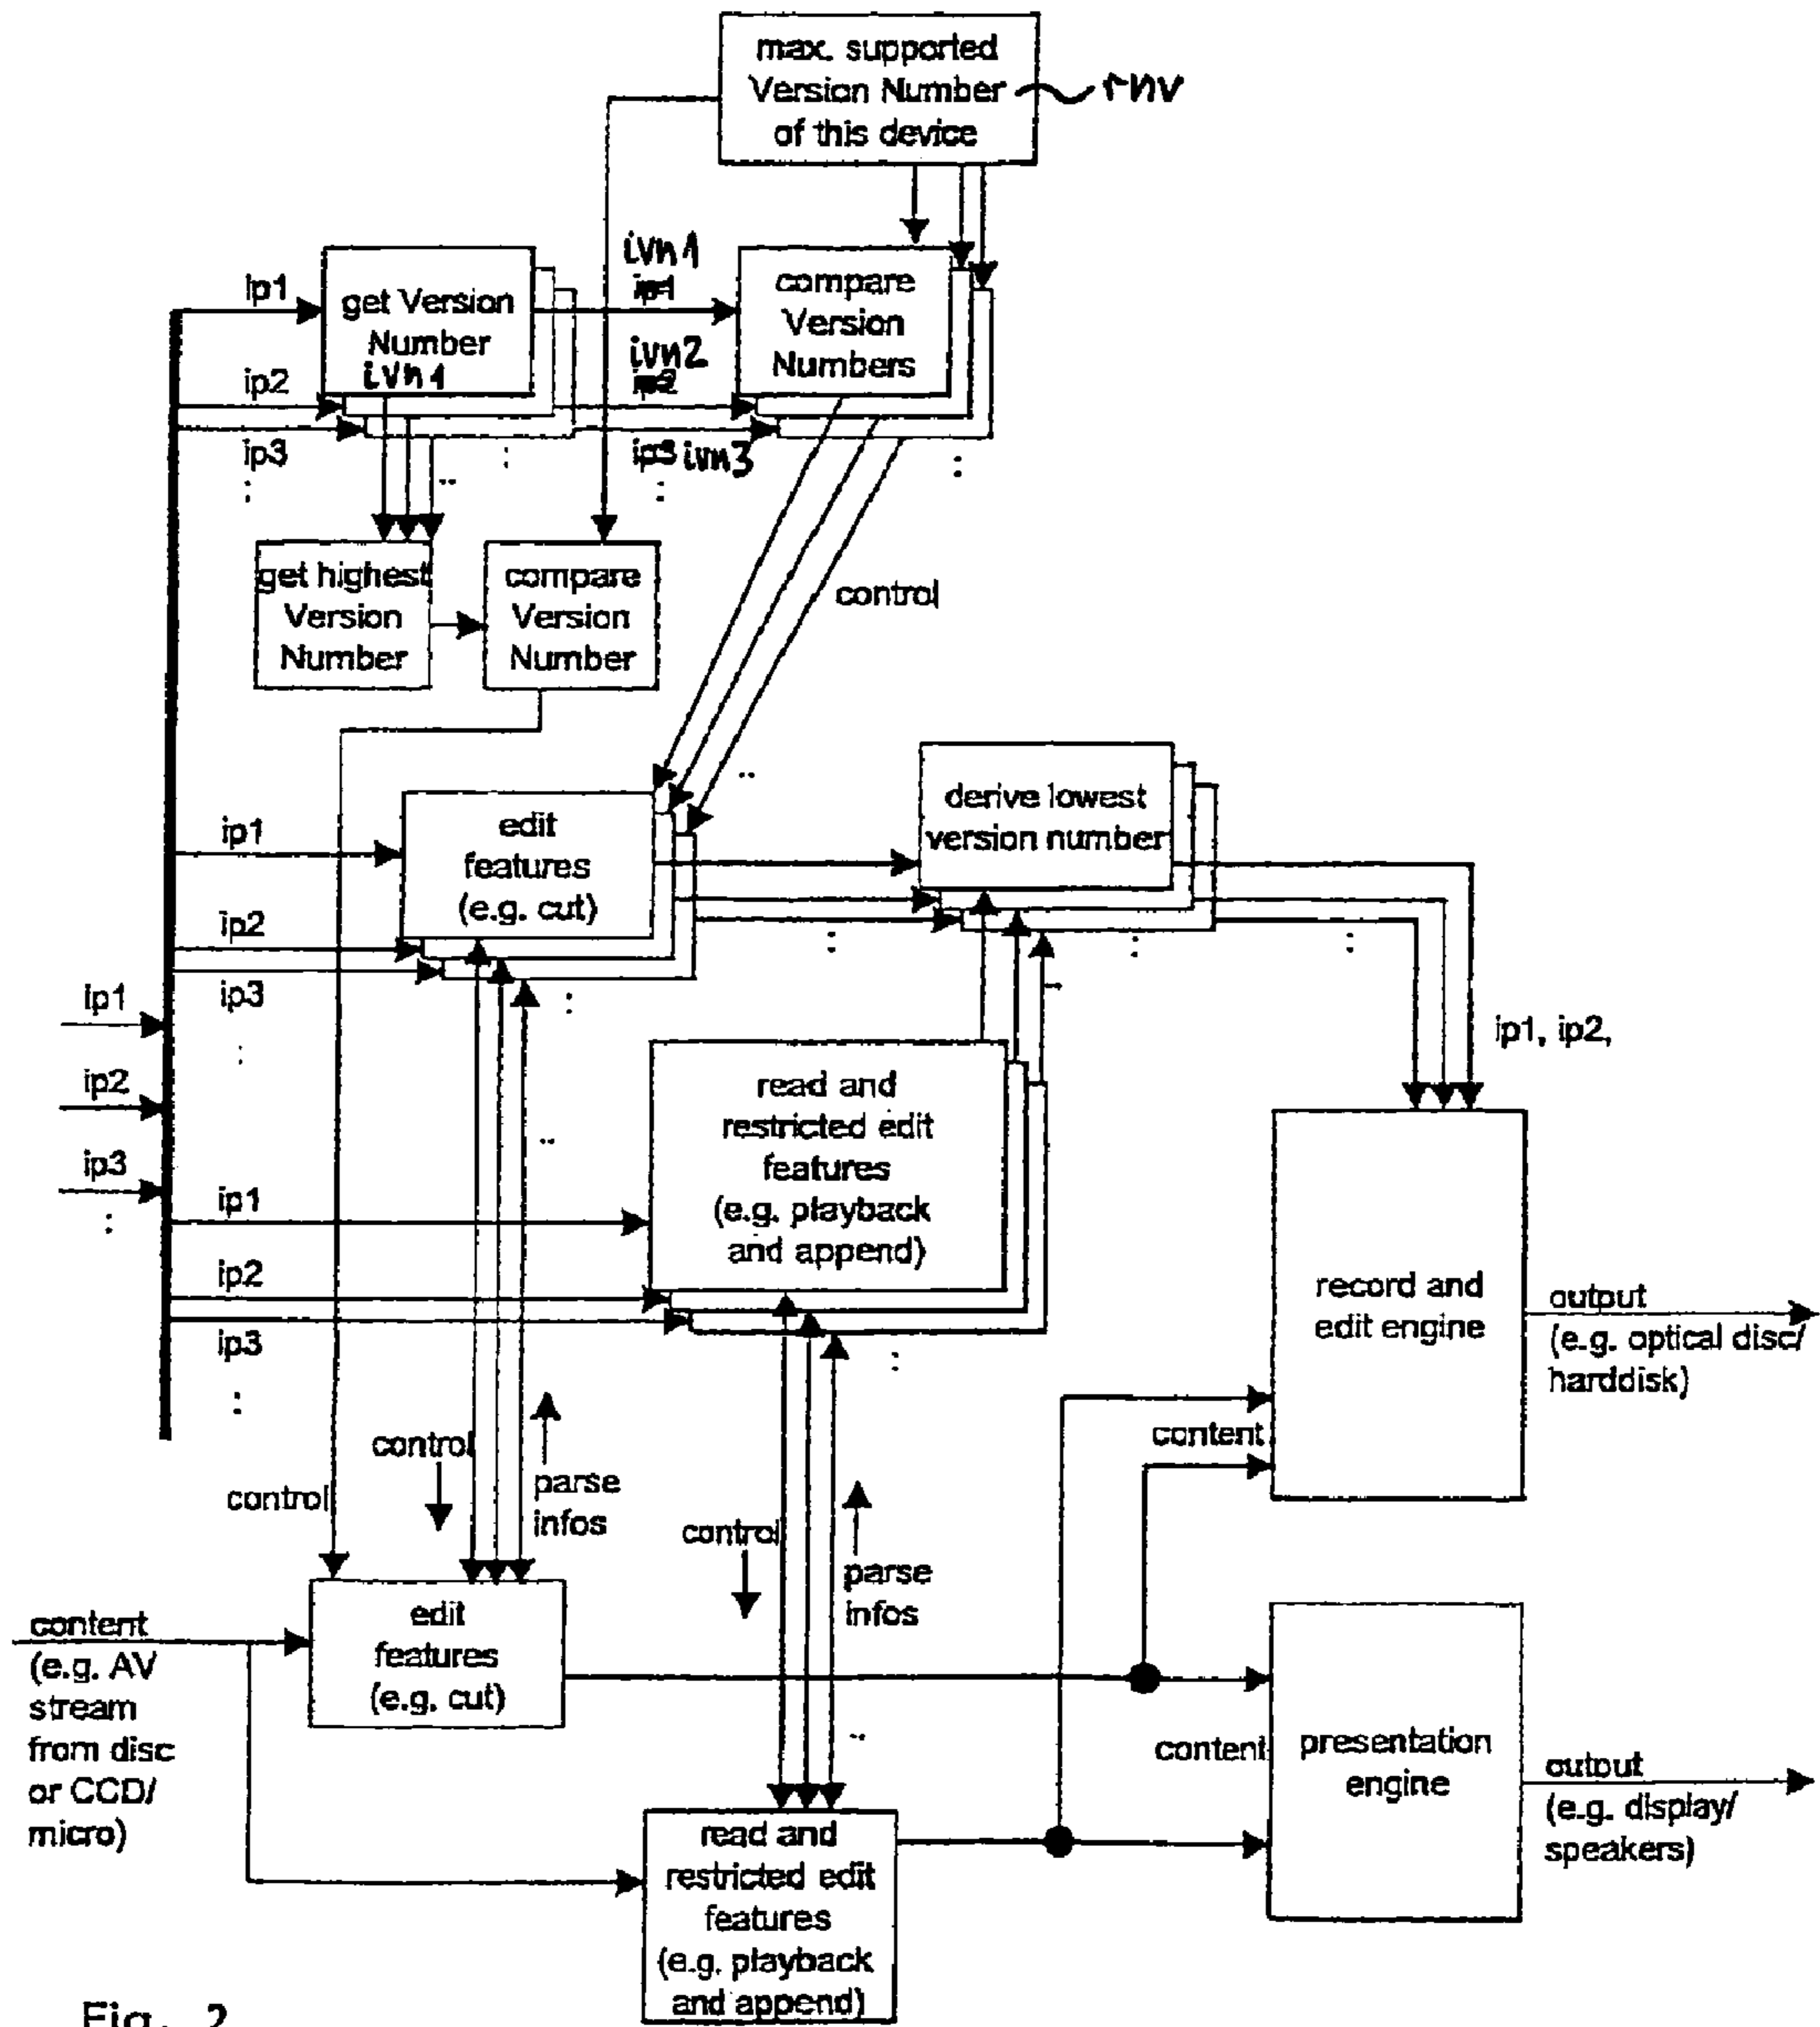 max. supported
Version Number
of this device
rnv
ip1
get Version
Number
ivn1
ivn1
ip1
compare
Version
Numbers
ip2
ivn2
ip2
ip3
ip3
ivn3
get highest
Version
Number
compare
Version
Number
control
ip1
edit
features
(e.g. cut)
derive lowest
version number
ip2
ip3
ip1
ip2
ip3
ip1, ip2,
read and
restricted edit
features
(e.g. playback
and append)
ip1
ip2
ip3
record and
edit engine
output
(e.g. optical disc/
harddisk)
content
control
control
parse
infos
control
parse
infos
content
(e.g. AV
stream
from disc
or CCD/
micro)
edit
features
(e.g. cut)
content
presentation
engine
output
(e.g. display/
speakers)
read and
restricted edit
features
(e.g. playback
and append)
Fig. 2